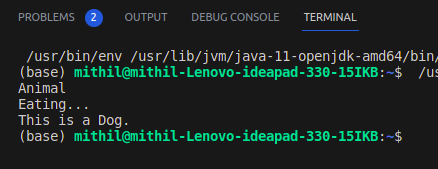 PROBLEMS 2 OUTPUT DEBUG CONSOLE TERMINAL
/usr/bin/env /usr/lib/jvm/java-11-openjdk-amd64/bin/
(base) mithil@mithil-Lenovo-ideapad-330-15IKB:~$ /us
Animal
Eating...
This is a Dog.
(base) mithil@mithil-Lenovo-ideapad-330-15IKB:~$